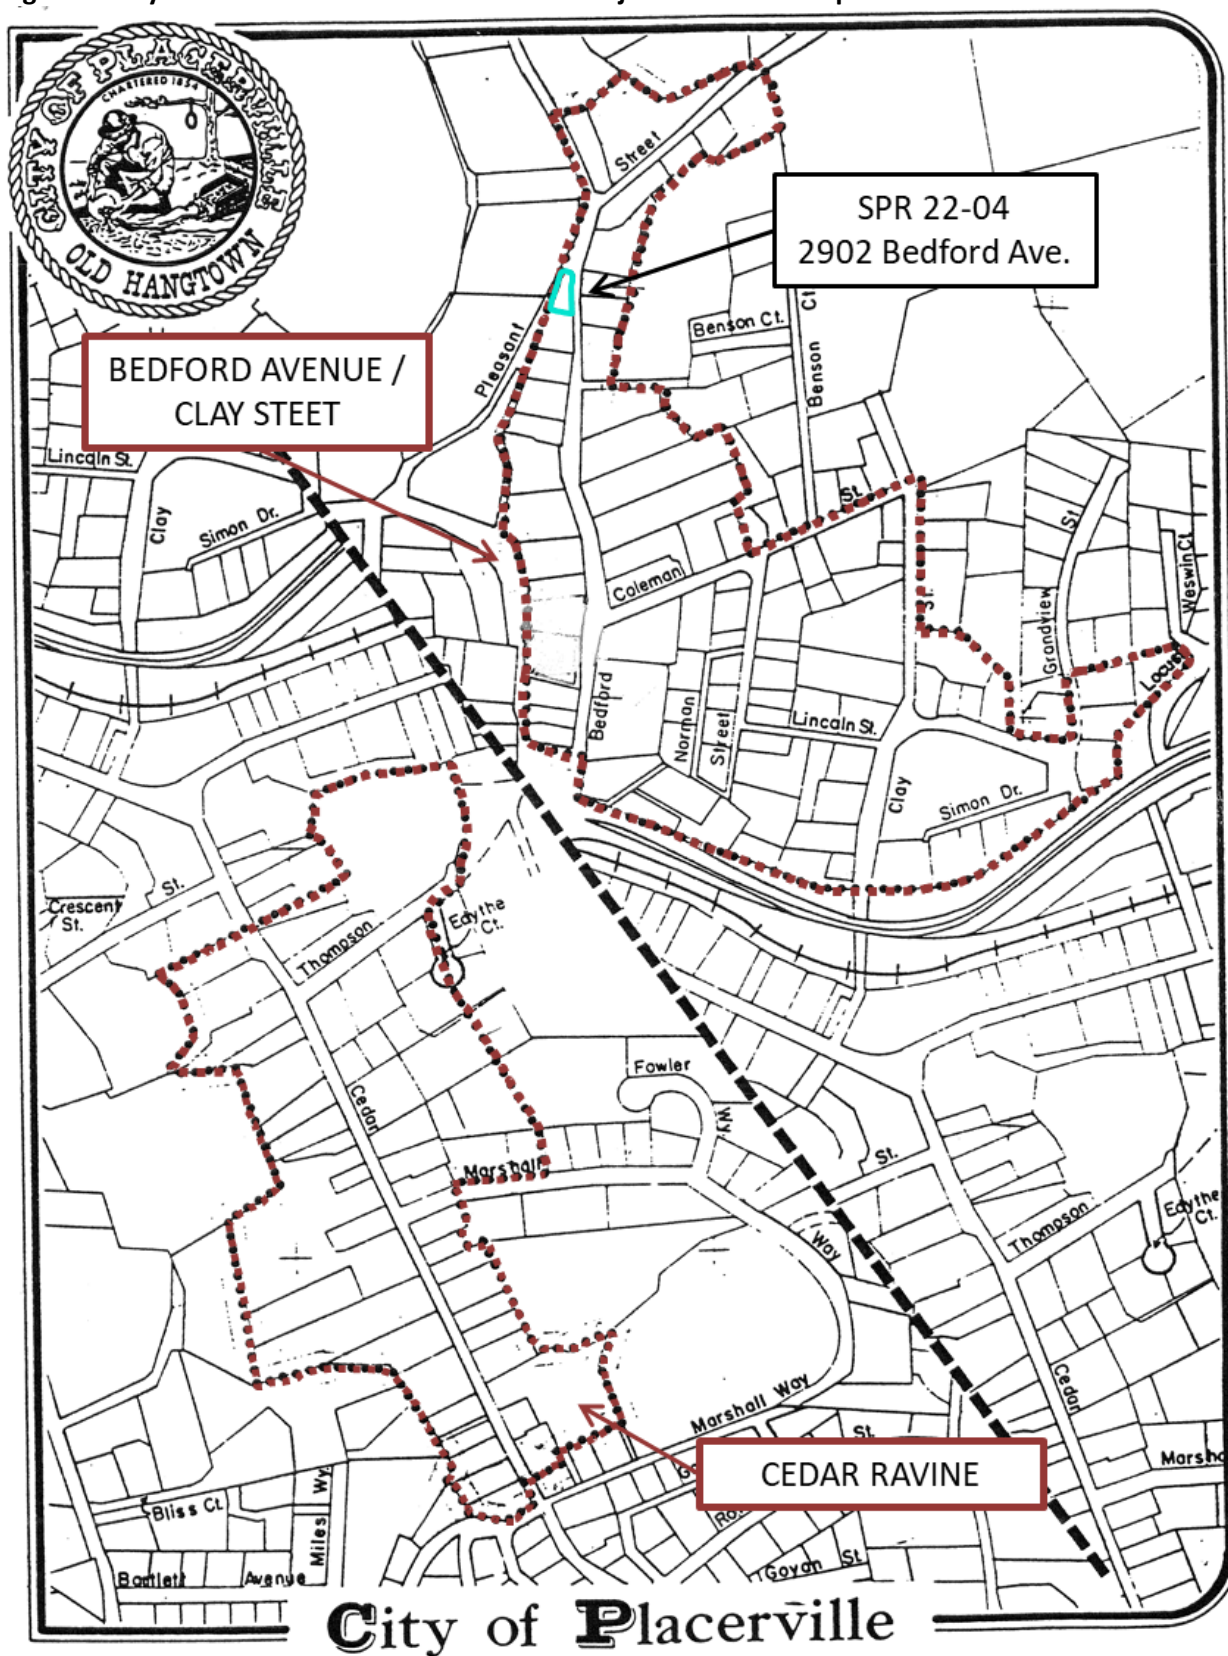 CITY OF PLACERVILLE
CHARTERED 1854
OLD HANGTOWN
Street
SPR 22-04
2902 Bedford Ave.
BEDFORD AVENUE /
CLAY STEET
Pleasant
Benson Ct.
Ct
Benson
Lincoln St.
Clay
Simon Dr.
St.
St
Coleman
St.
Grandview
Weswin Ct.
Locust
Bedford
Norman
Street
Lincoln St.
Clay
Simon Dr.
St.
Crescent
St.
Thompson
Edythe
Ct.
Cedar
Fowler
Wy
Marshall
St.
Way
Thompson
Edythe
Ct.
Cedar
Marshall Way
St.
CEDAR RAVINE
Bliss Ct.
Miles Wy.
Bartlett Avenue
Goyan St
City of Placerville